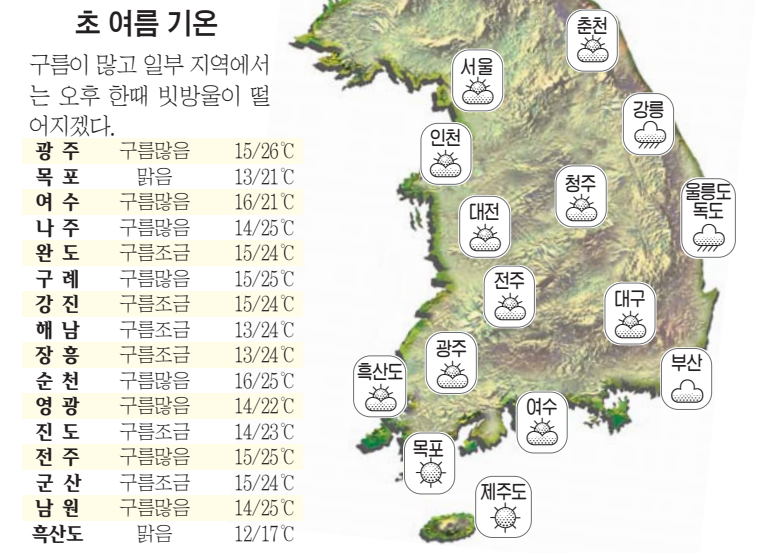 초 여름 기온
구름이 많고 일부 지역에서
는 오후 한때 빗방울이 떨
어지겠다.
광 주 구름많음 15/26℃
목 포 맑음 13/21℃
여 수 구름많음 16/21℃
나 주 구름많음 14/25℃
완 도 구름조금 15/24℃
구 례 구름많음 15/25℃
강 진 구름조금 15/24℃
해 남 구름조금 13/24℃
장 흥 구름조금 13/24℃
순 천 구름많음 16/25℃
영 광 구름많음 14/22℃
진 도 구름조금 14/23℃
전 주 구름많음 15/25℃
군 산 구름조금 15/24℃
남 원 구름많음 14/25℃
흑산도 맑음 12/17℃
춘천
서울
강릉
인천
청주
울릉도
독도
대전
전주
대구
광주
부산
흑산도
여수
목포
제주도